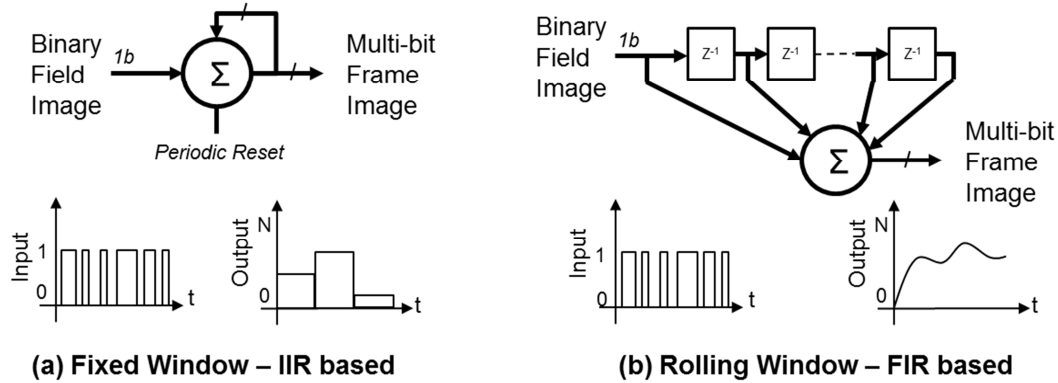 Binary
Field
Image
1b
Σ
Multi-bit
Frame
Image
Periodic Reset
Input
1
0
t
Output
N
0
t
(a) Fixed Window – IIR based
Binary
Field
Image
1b
Z-1
Z-1
Z-1
Σ
Multi-bit
Frame
Image
Input
1
0
t
Output
N
0
t
(b) Rolling Window – FIR based